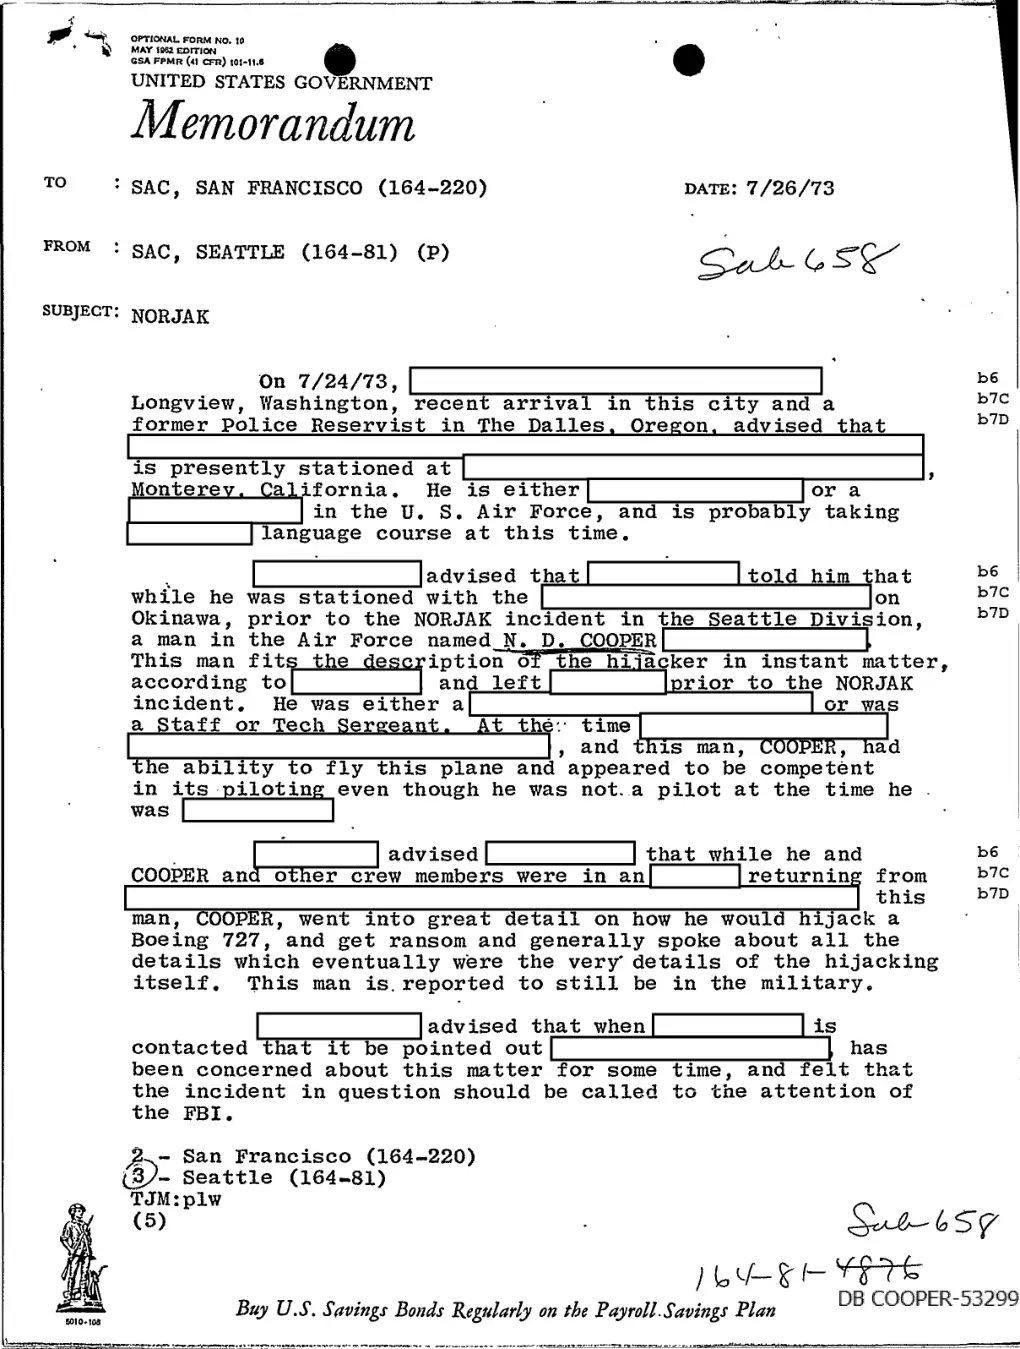 OPTIONAL FORM NO. 10
MAY 1962 EDITION
GSA FPMR (41 CFR) 101-11.6
UNITED STATES GOVERNMENT
Memorandum
TO : SAC, SAN FRANCISCO (164-220) DATE: 7/26/73
FROM : SAC, SEATTLE (164-81) (P)
Sub 658
SUBJECT: NORJAK
On 7/24/73, b6
Longview, Washington, recent arrival in this city and a b7C
former Police Reservist in The Dalles, Oregon, advised that b7D
is presently stationed at ,
Monterey, California. He is either or a
in the U. S. Air Force, and is probably taking
language course at this time.
advised that told him that b6
while he was stationed with the on b7C
Okinawa, prior to the NORJAK incident in the Seattle Division, b7D
a man in the Air Force named N. D. COOPER .
This man fits the description of the hijacker in instant matter,
according to and left prior to the NORJAK
incident. He was either a or was
a Staff or Tech Sergeant. At the time
, and this man, COOPER, had
the ability to fly this plane and appeared to be competent
in its piloting even though he was not a pilot at the time he
was
advised that while he and b6
COOPER and other crew members were in an returning from b7C
this b7D
man, COOPER, went into great detail on how he would hijack a
Boeing 727, and get ransom and generally spoke about all the
details which eventually were the very details of the hijacking
itself. This man is reported to still be in the military.
advised that when is
contacted that it be pointed out , has
been concerned about this matter for some time, and felt that
the incident in question should be called to the attention of
the FBI.
2 - San Francisco (164-220)
3 - Seattle (164-81)
TJM:plw
(5)
Sub 658
164-81-4876
DB COOPER-53299
Buy U.S. Savings Bonds Regularly on the Payroll Savings Plan
5010-108